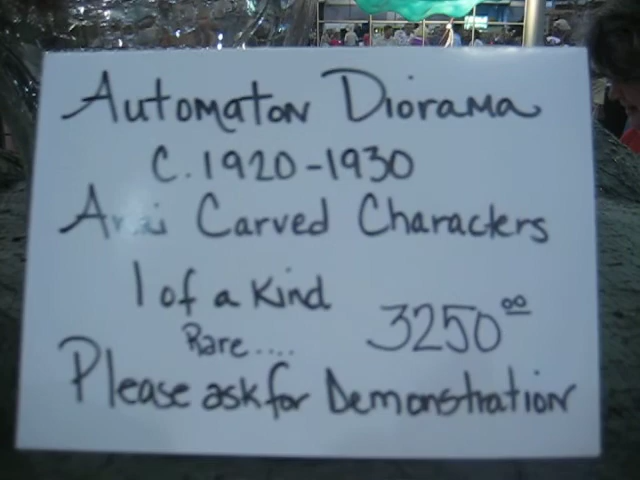 Automaton Diorama
C. 1920-1930
Carved Characters
1 of a Kind
Rare....
3250⁰⁰
Please ask for Demonstration